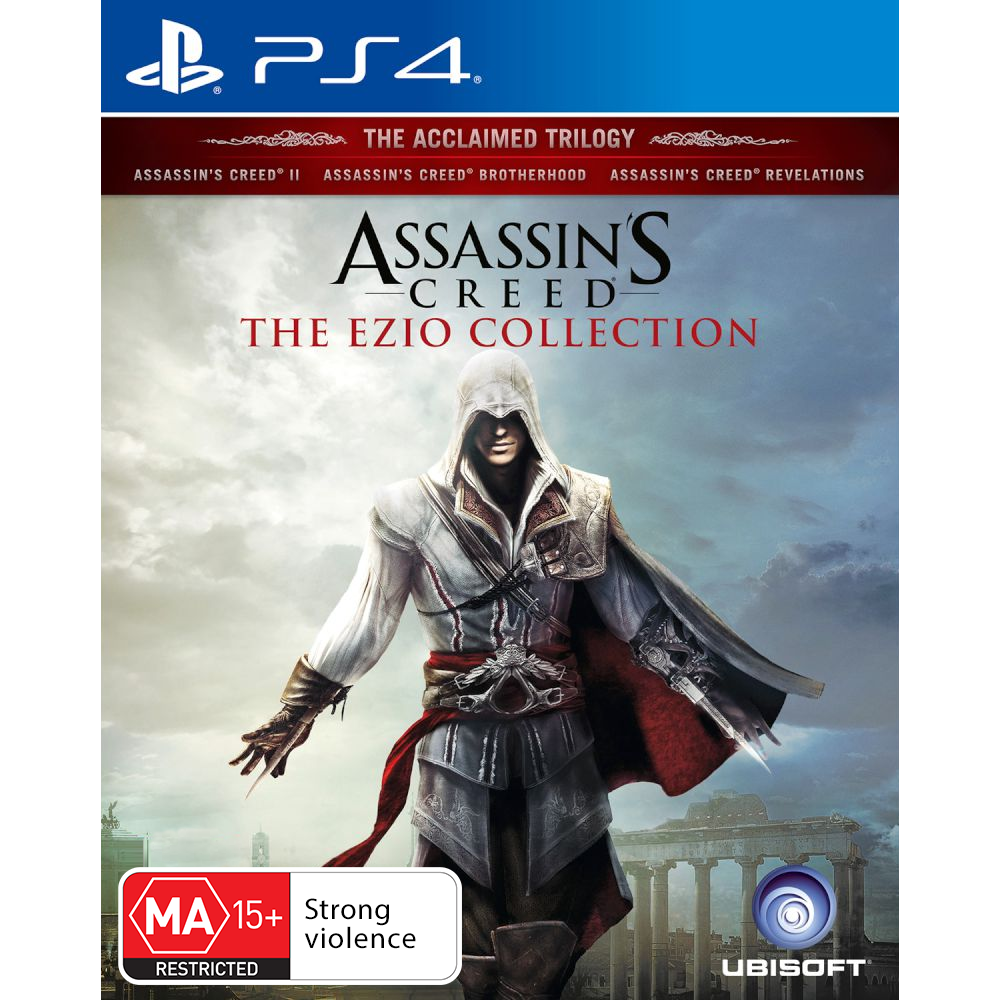 PS4®
THE ACCLAIMED TRILOGY
ASSASSIN'S CREED® II ASSASSIN'S CREED® BROTHERHOOD ASSASSIN'S CREED® REVELATIONS
ASSASSIN'S
CREED®
THE EZIO COLLECTION
MA 15+
RESTRICTED
Strong
violence
UBISOFT®